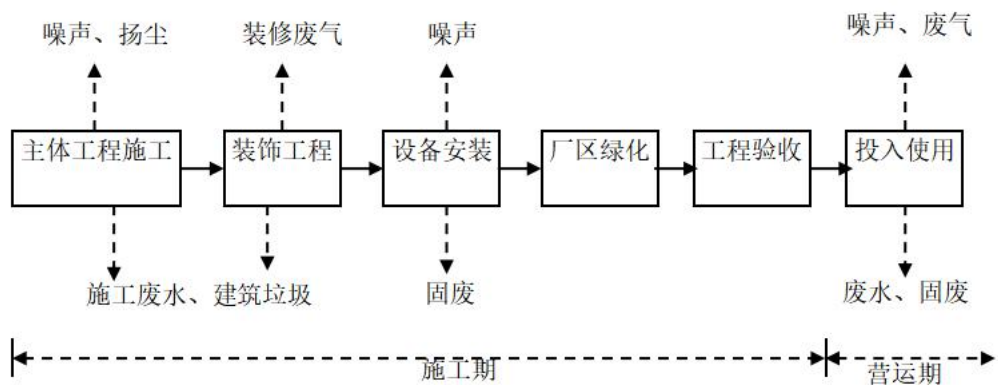 噪声、扬尘
装修废气
噪声
噪声、废气
主体工程施工
装饰工程
设备安装
厂区绿化
工程验收
投入使用
施工废水、建筑垃圾
固废
废水、固废
施工期
营运期